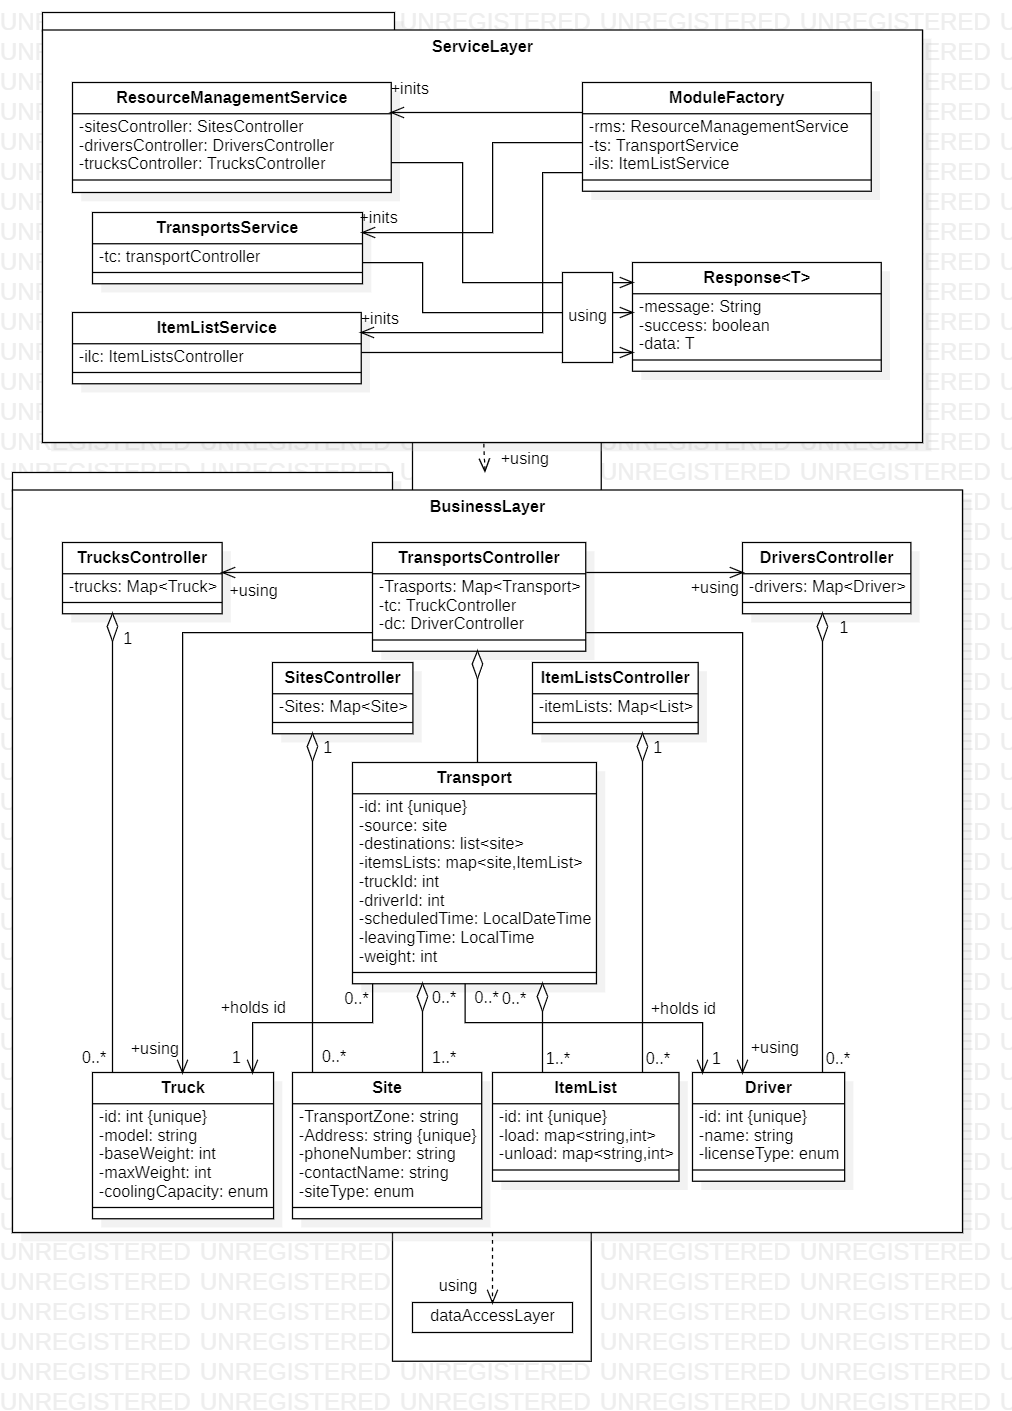 ServiceLayer
ResourceManagementService
-sitesController: SitesController
-driversController: DriversController
-trucksController: TrucksController
+inits
ModuleFactory
-rms: ResourceManagementService
-ts: TransportService
-ils: ItemListService
TransportsService
-tc: transportController
+inits
ItemListService
-ilc: ItemListsController
+inits
using
Response<T>
-message: String
-success: boolean
-data: T
+using
BusinessLayer
TrucksController
-trucks: Map<Truck>
+using
1
TransportsController
-Trasports: Map<Transport>
-tc: TruckController
-dc: DriverController
DriversController
-drivers: Map<Driver>
+using
1
SitesController
-Sites: Map<Site>
1
ItemListsController
-itemLists: Map<List>
1
Transport
-id: int {unique}
-source: site
-destinations: list<site>
-itemsLists: map<site,ItemList>
-truckId: int
-driverId: int
-scheduledTime: LocalDateTime
-leavingTime: LocalTime
-weight: int
0..*
0..*
0..*
0..*
+holds id
+holds id
0..*
+using
1
0..*
1..*
1..*
0..*
1
+using
0..*
Truck
-id: int {unique}
-model: string
-baseWeight: int
-maxWeight: int
-coolingCapacity: enum
Site
-TransportZone: string
-Address: string {unique}
-phoneNumber: string
-contactName: string
-siteType: enum
ItemList
-id: int {unique}
-load: map<string,int>
-unload: map<string,int>
Driver
-id: int {unique}
-name: string
-licenseType: enum
using
dataAccessLayer
UNREGISTERED